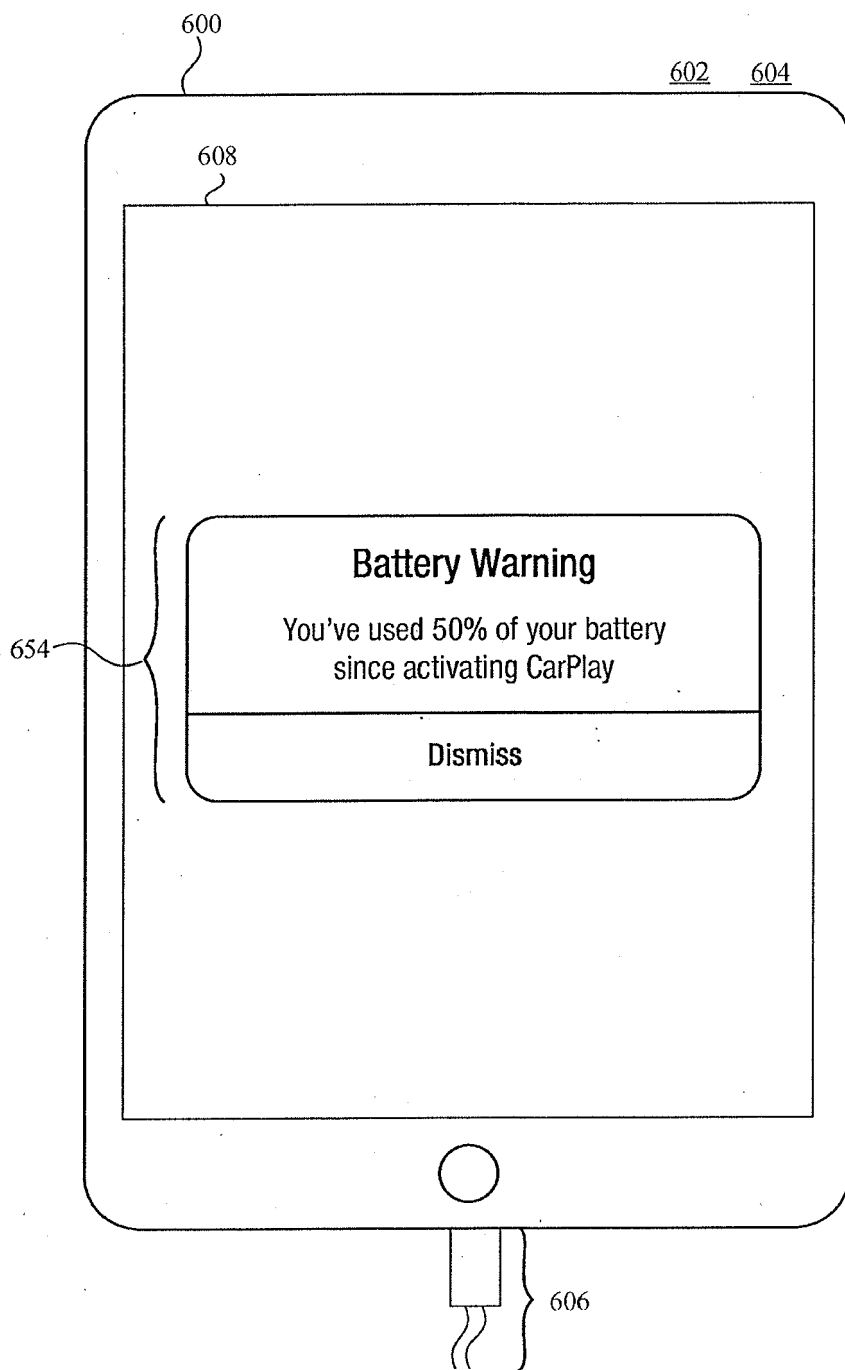 600
602 604
608
Battery Warning
You've used 50% of your battery
since activating CarPlay
654
Dismiss
606